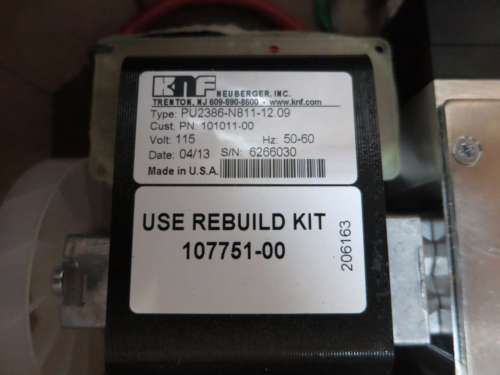 KNF NEUBERGER, INC.
TRENTON, NJ 609-890-8600 • www.knf.com
Type: PU2386-N811-12.09
Cust. PN: 101011-00
Volt: 115 Hz: 50-60
Date: 04/13 S/N: 6266030
Made in U.S.A.
USE REBUILD KIT
107751-00
206163